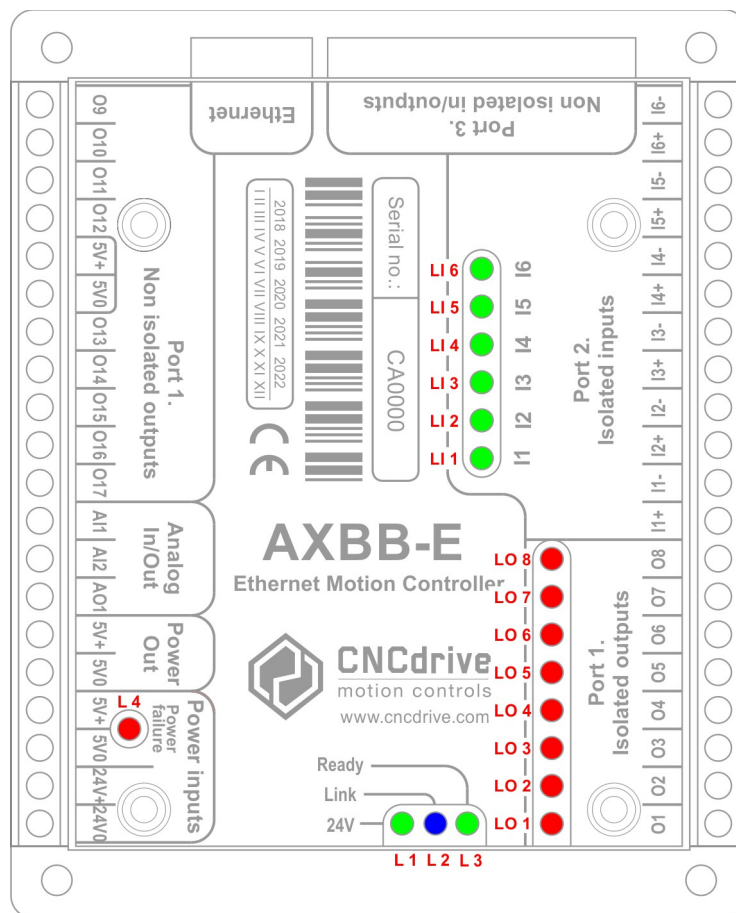 Ethernet
Port 3.
Non isolated in/outputs
O9
O10
O11
O12
5V+
5V0
O13
O14
O15
O16
O17
AI1
AI2
AO1
5V+
5V0
5V+
5V0
24V+
24V0
Port 1.
Non isolated outputs
Analog
In/Out
Power
Out
Power inputs
L 4
Power
failure
2018 2019 2020 2021 2022
I II III IV V VI VII VIII IX X XI XII
CE
Serial no.:
CA0000
LI 6
LI 5
LI 4
LI 3
LI 2
LI 1
I6
I5
I4
I3
I2
I1
Port 2.
Isolated inputs
I6-
I6+
I5-
I5+
I4-
I4+
I3-
I3+
I2-
I2+
I1-
I1+
O8
O7
O6
O5
O4
O3
O2
O1
AXBB-E
Ethernet Motion Controller
CNCdrive
motion controls
www.cncdrive.com
LO 8
LO 7
LO 6
LO 5
LO 4
LO 3
LO 2
LO 1
Port 1.
Isolated outputs
Ready
Link
24V
L 1 L 2 L 3